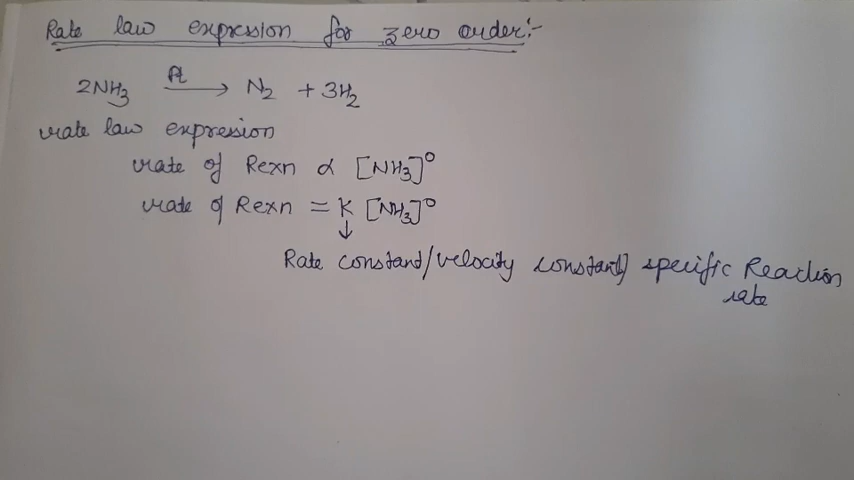 Rate law expression for zero order:-
2NH3 Pt → N2 + 3H2
rate law expression
rate of Rexn ∝ [NH3]⁰
rate of Rexn = K [NH3]⁰
↓
Rate constant/velocity constant/ specific Reaction
rate